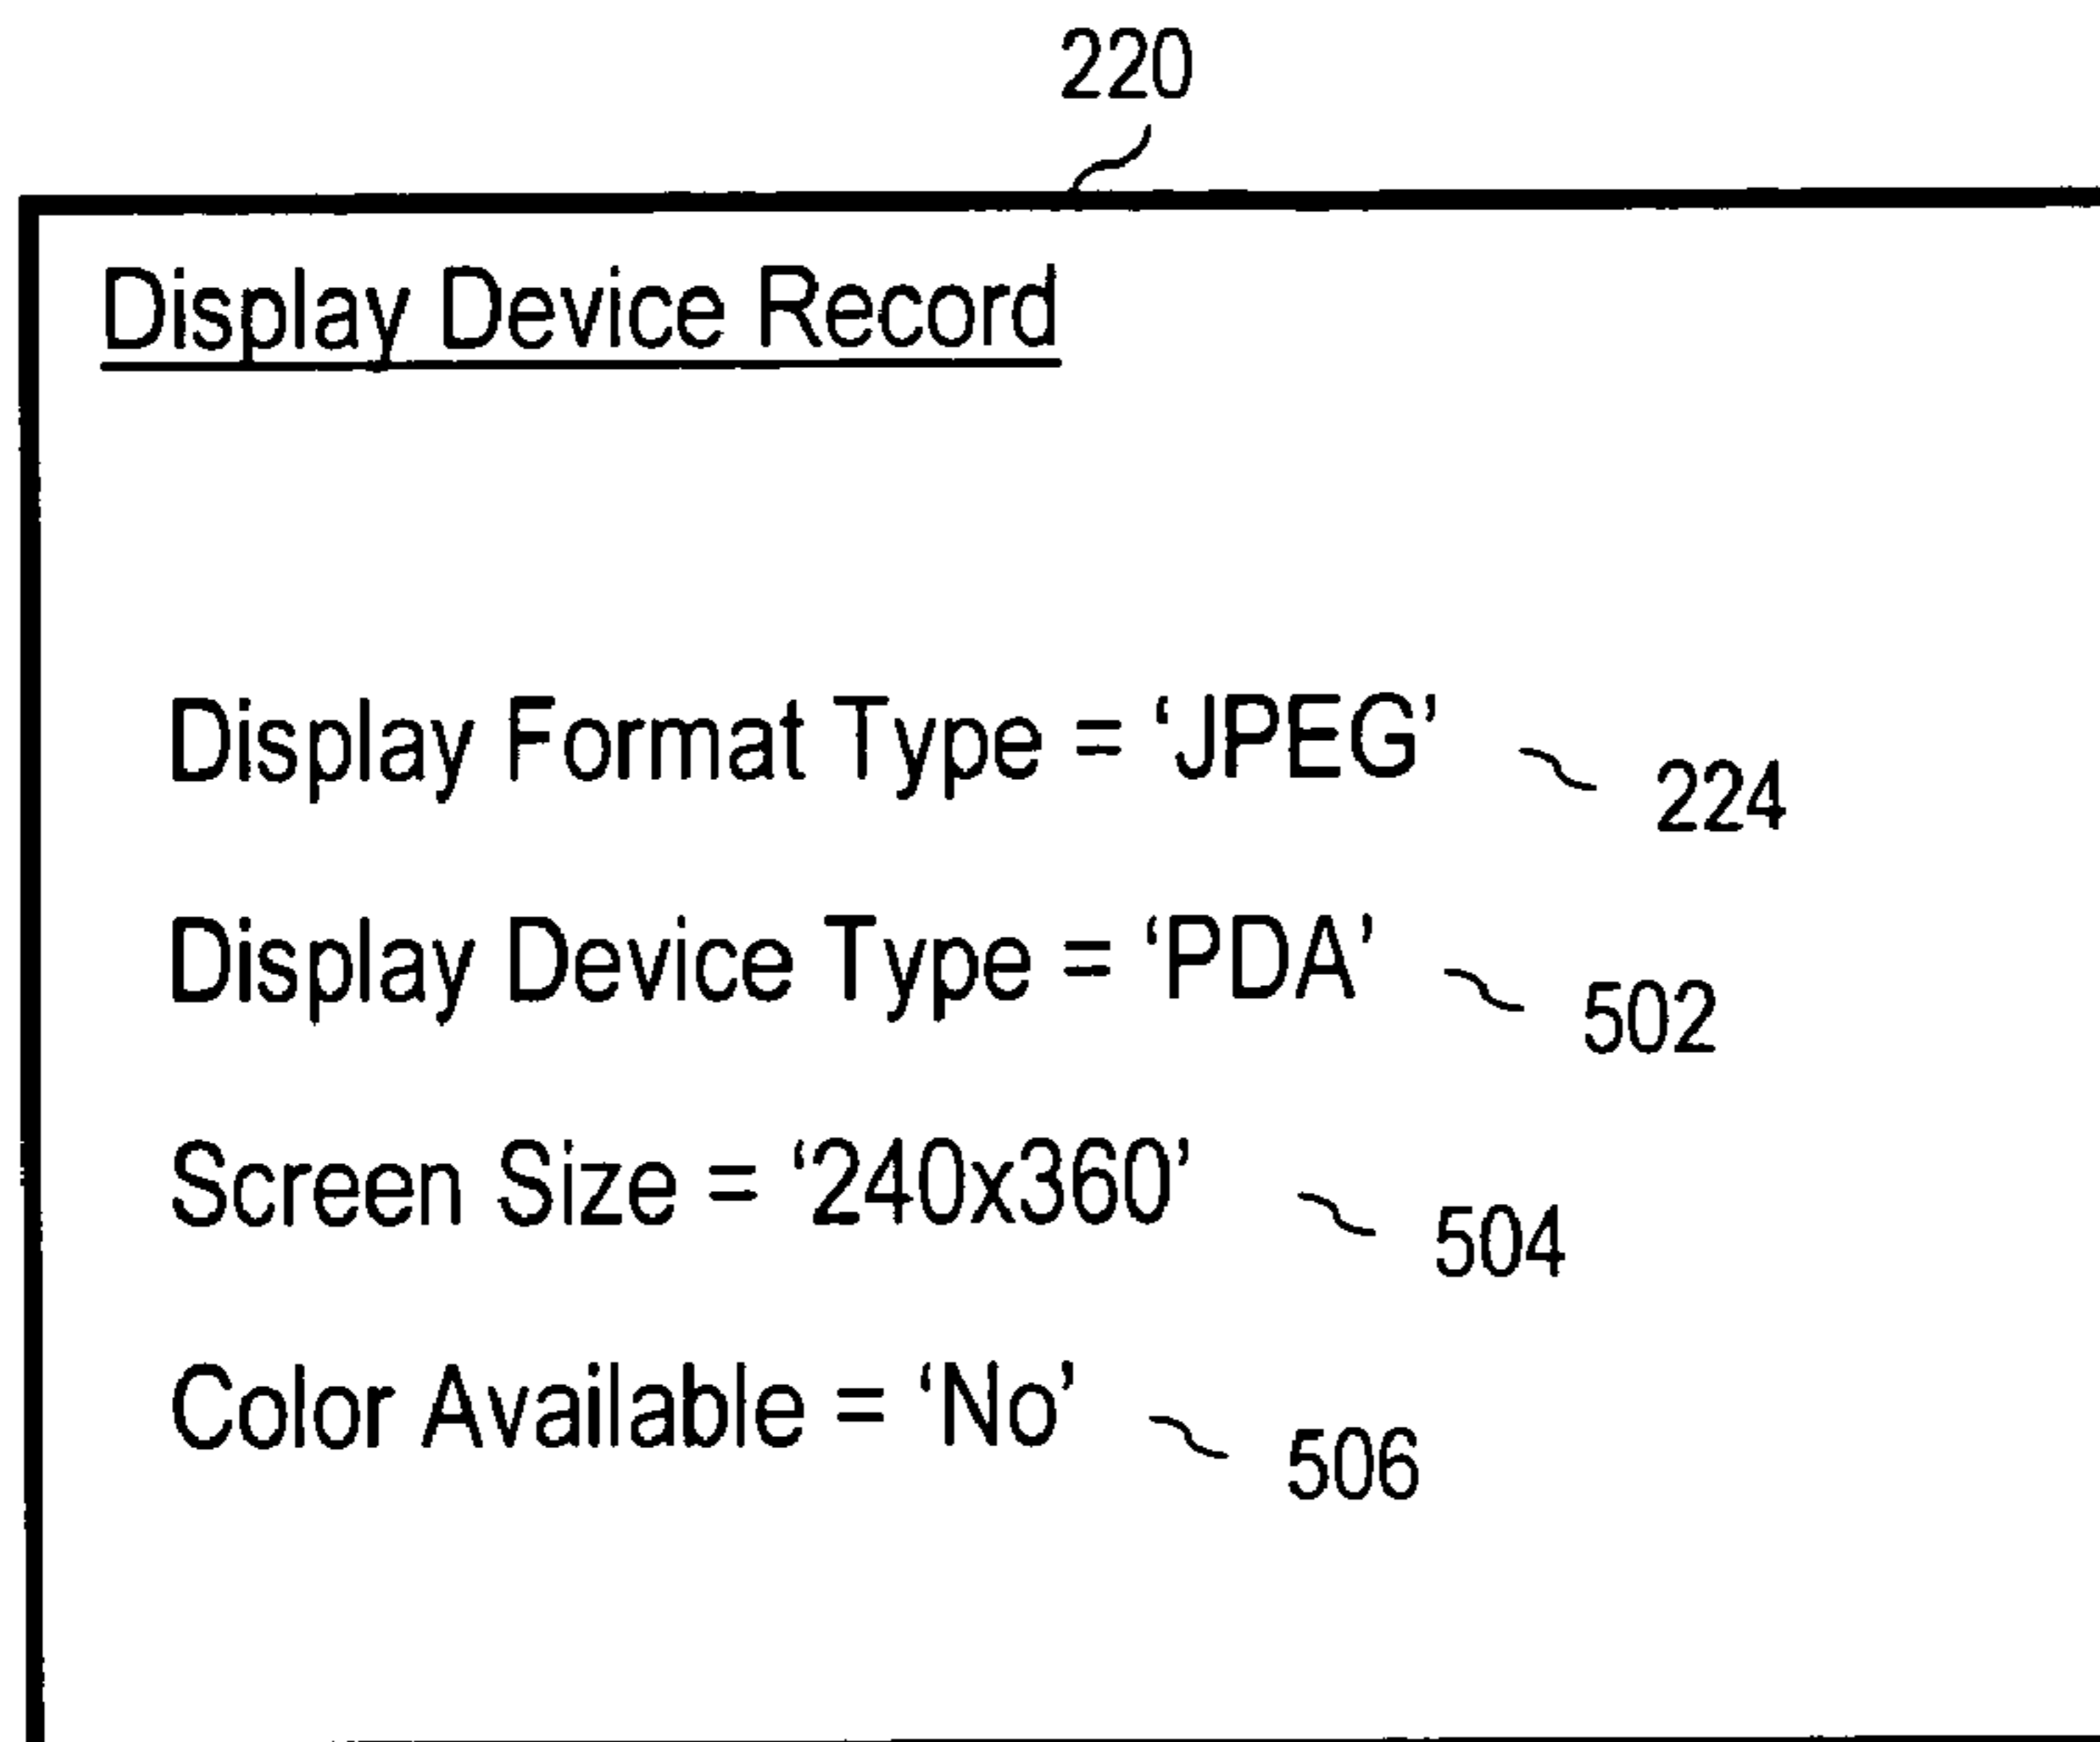 220
Display Device Record
Display Format Type = ‘JPEG’ 224
Display Device Type = ‘PDA’ 502
Screen Size = ‘240x360’ 504
Color Available = ‘No’ 506